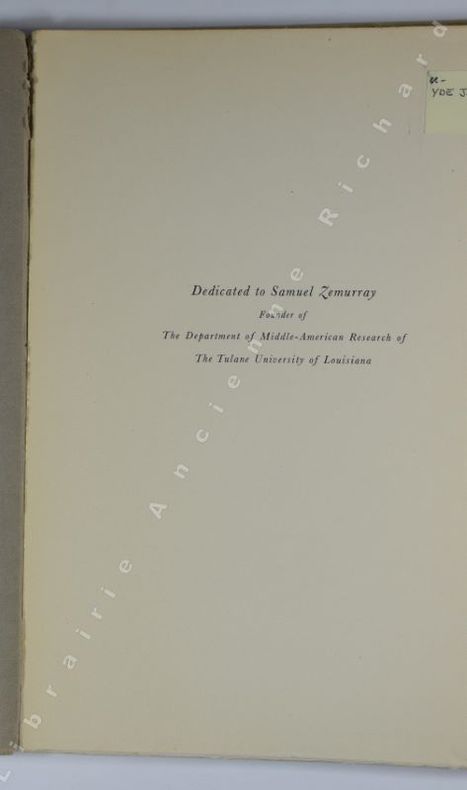 u-
YDE J
Dedicated to Samuel Zemurray
Founder of
The Department of Middle-American Research of
The Tulane University of Louisiana
Librairie Ancienne Richard